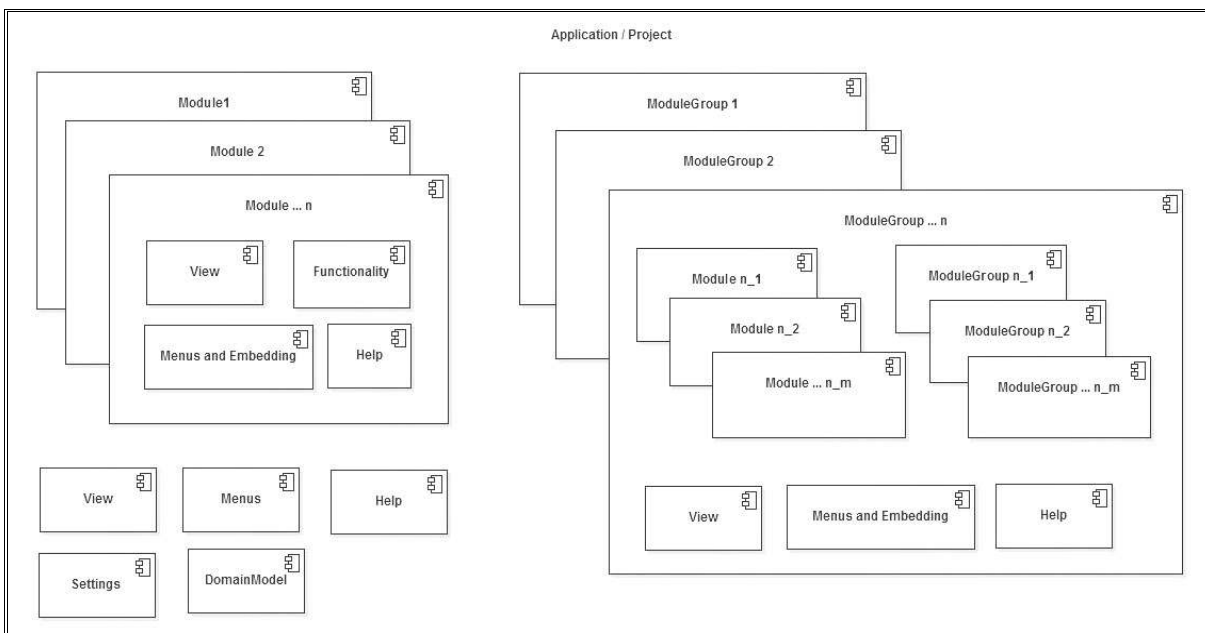 Application / Project
Module1
Module 2
Module ... n
View
Functionality
Menus and Embedding
Help
ModuleGroup 1
ModuleGroup 2
ModuleGroup ... n
Module n_1
Module n_2
Module ... n_m
ModuleGroup n_1
ModuleGroup n_2
ModuleGroup ... n_m
View
Menus and Embedding
Help
View
Menus
Help
Settings
DomainModel